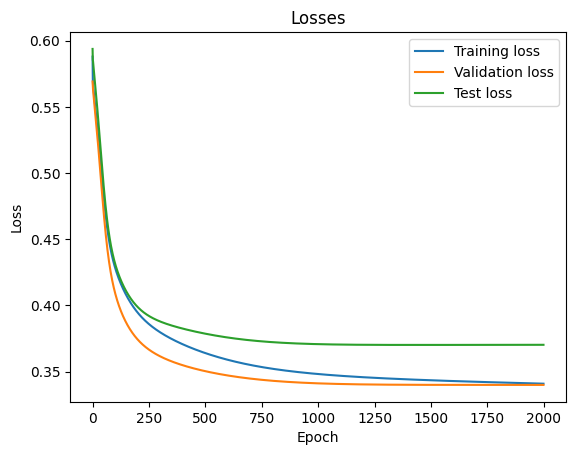 Losses
Training loss
Validation loss
Test loss
0.60
0.55
0.50
0.45
0.40
0.35
Loss
0
250
500
750
1000
1250
1500
1750
2000
Epoch